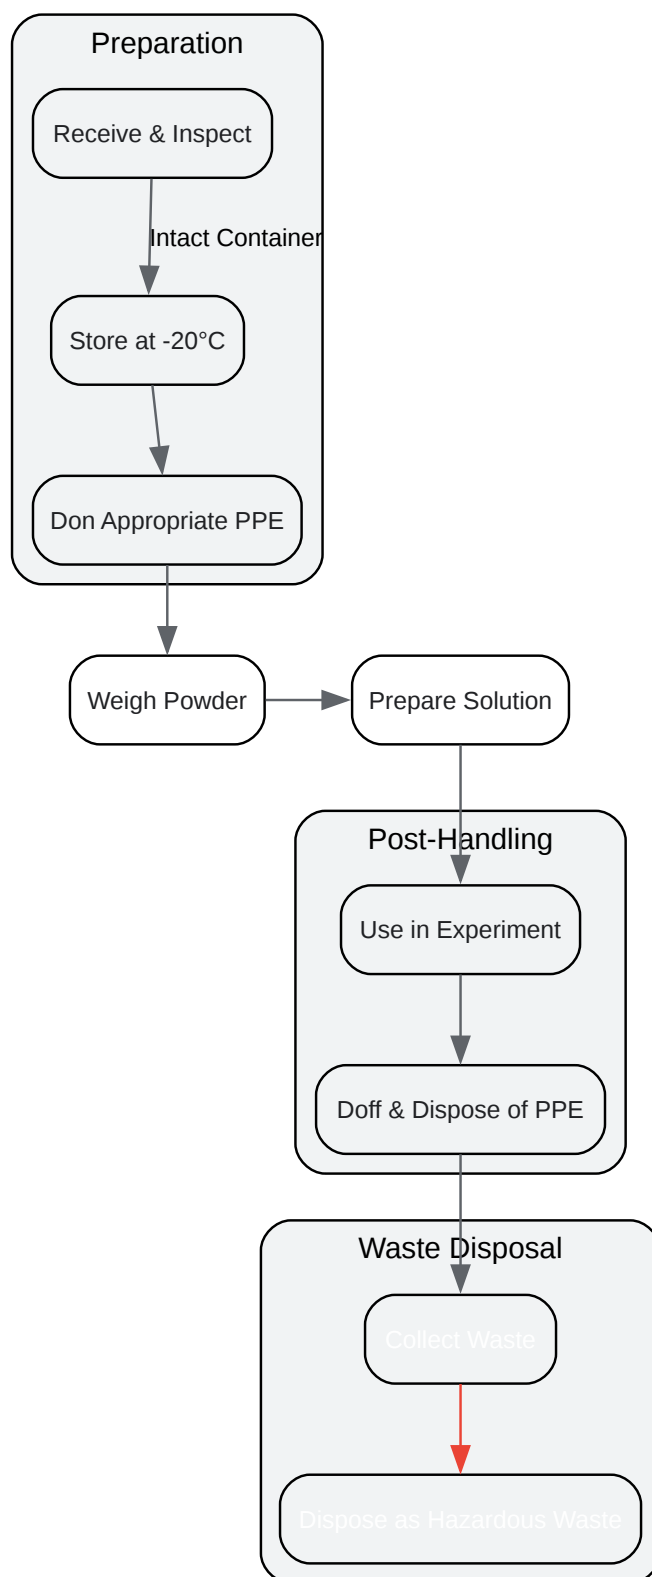 Preparation
Receive & Inspect
Intact Container
Store at -20°C
Don Appropriate PPE
Weigh Powder
Prepare Solution
Post-Handling
Use in Experiment
Doff & Dispose of PPE
Waste Disposal
Collect Waste
Dispose as Hazardous Waste